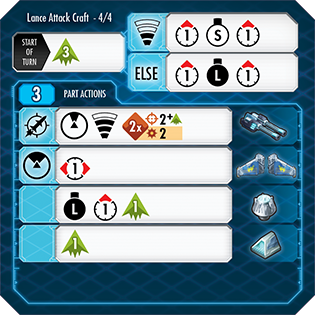 Lance Attack Craft - 4/4
START OF TURN
3
1 S 1
ELSE
1 L 1
3 PART ACTIONS
2x 2+
2
1
L 1 1
1